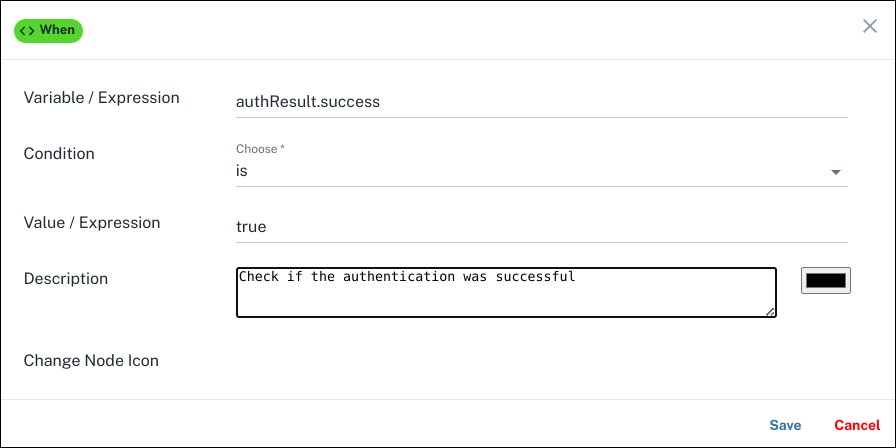 <> When
Variable / Expression
authResult.success
Condition
Choose *
is
Value / Expression
true
Description
Check if the authentication was successful
Change Node Icon
Save Cancel